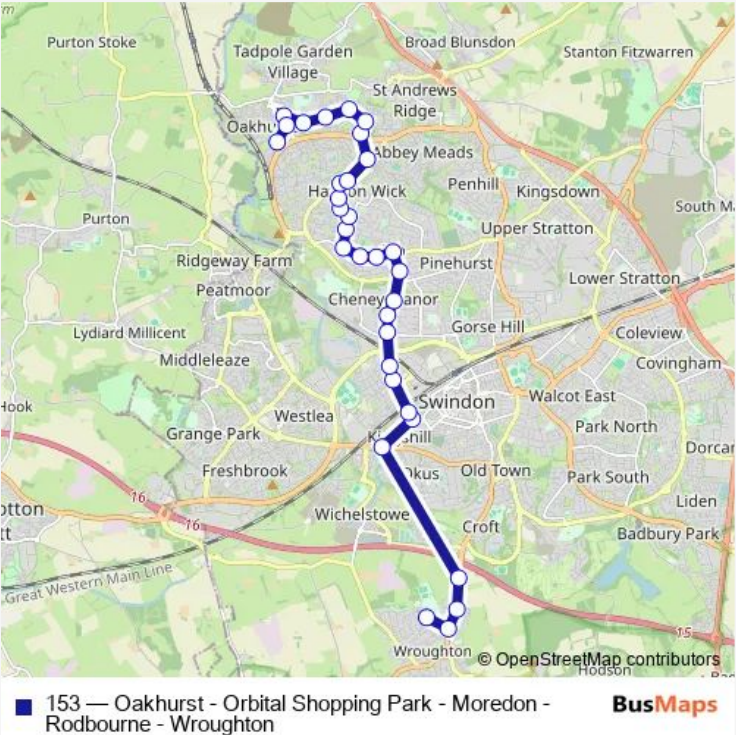 Purton Stoke
Tadpole Garden
Village
Broad Blunsdon
Stanton Fitzwarren
St Andrews
Ridge
Abbey Meads
Penhill
Kingsdown
Purton
Upper Stratton
Ridgeway Farm
Peatmoor
Pinehurst
Lower Stratton
Gorse Hill
Lydiard Millicent
Middleleaze
Coleview
Covingham
Hook
Westlea
Swindon
Walcot East
Park North
Grange Park
Freshbrook
Okus
Old Town
Park South
Liden
16
16
Wichelstowe
Croft
Badbury Park
Great Western Main Line
15
Wroughton
Hodson
© OpenStreetMap contributors
153 — Oakhurst - Orbital Shopping Park - Moredon -
Rodbourne - Wroughton
BusMaps